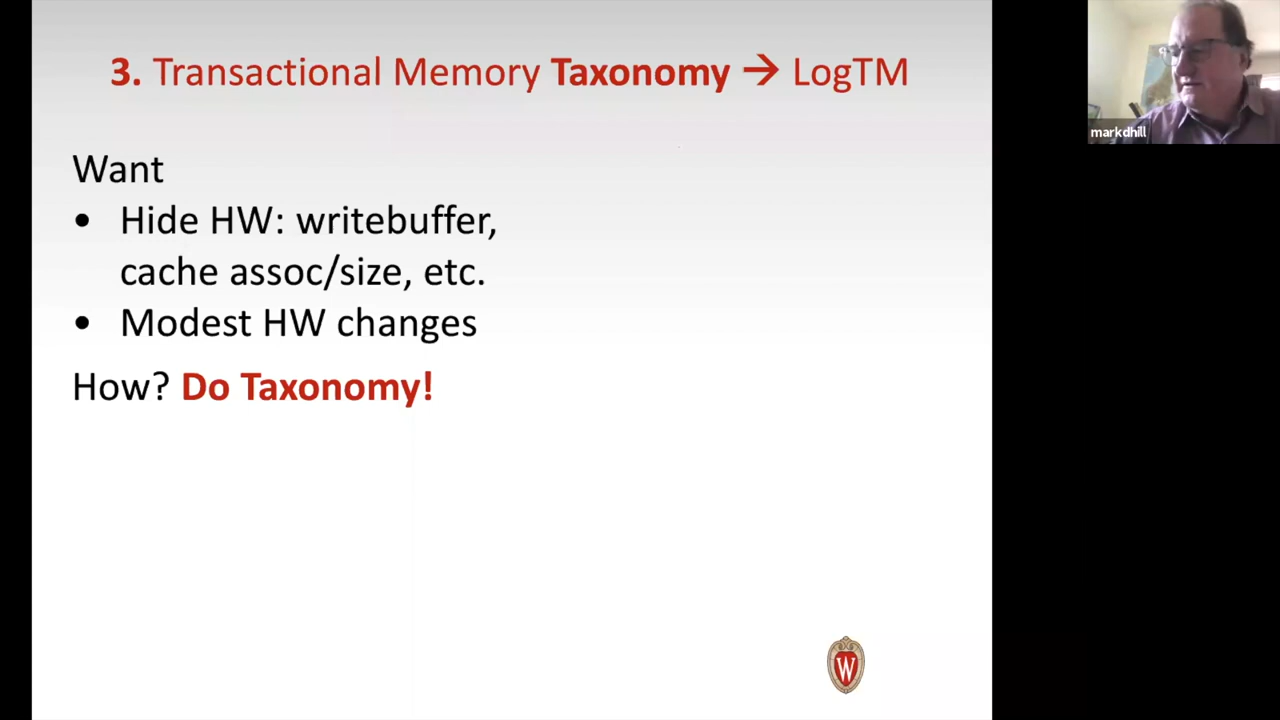 3. Transactional Memory Taxonomy → LogTM
markdhill
Want
• Hide HW: writebuffer,
cache assoc/size, etc.
• Modest HW changes
How? Do Taxonomy!
W